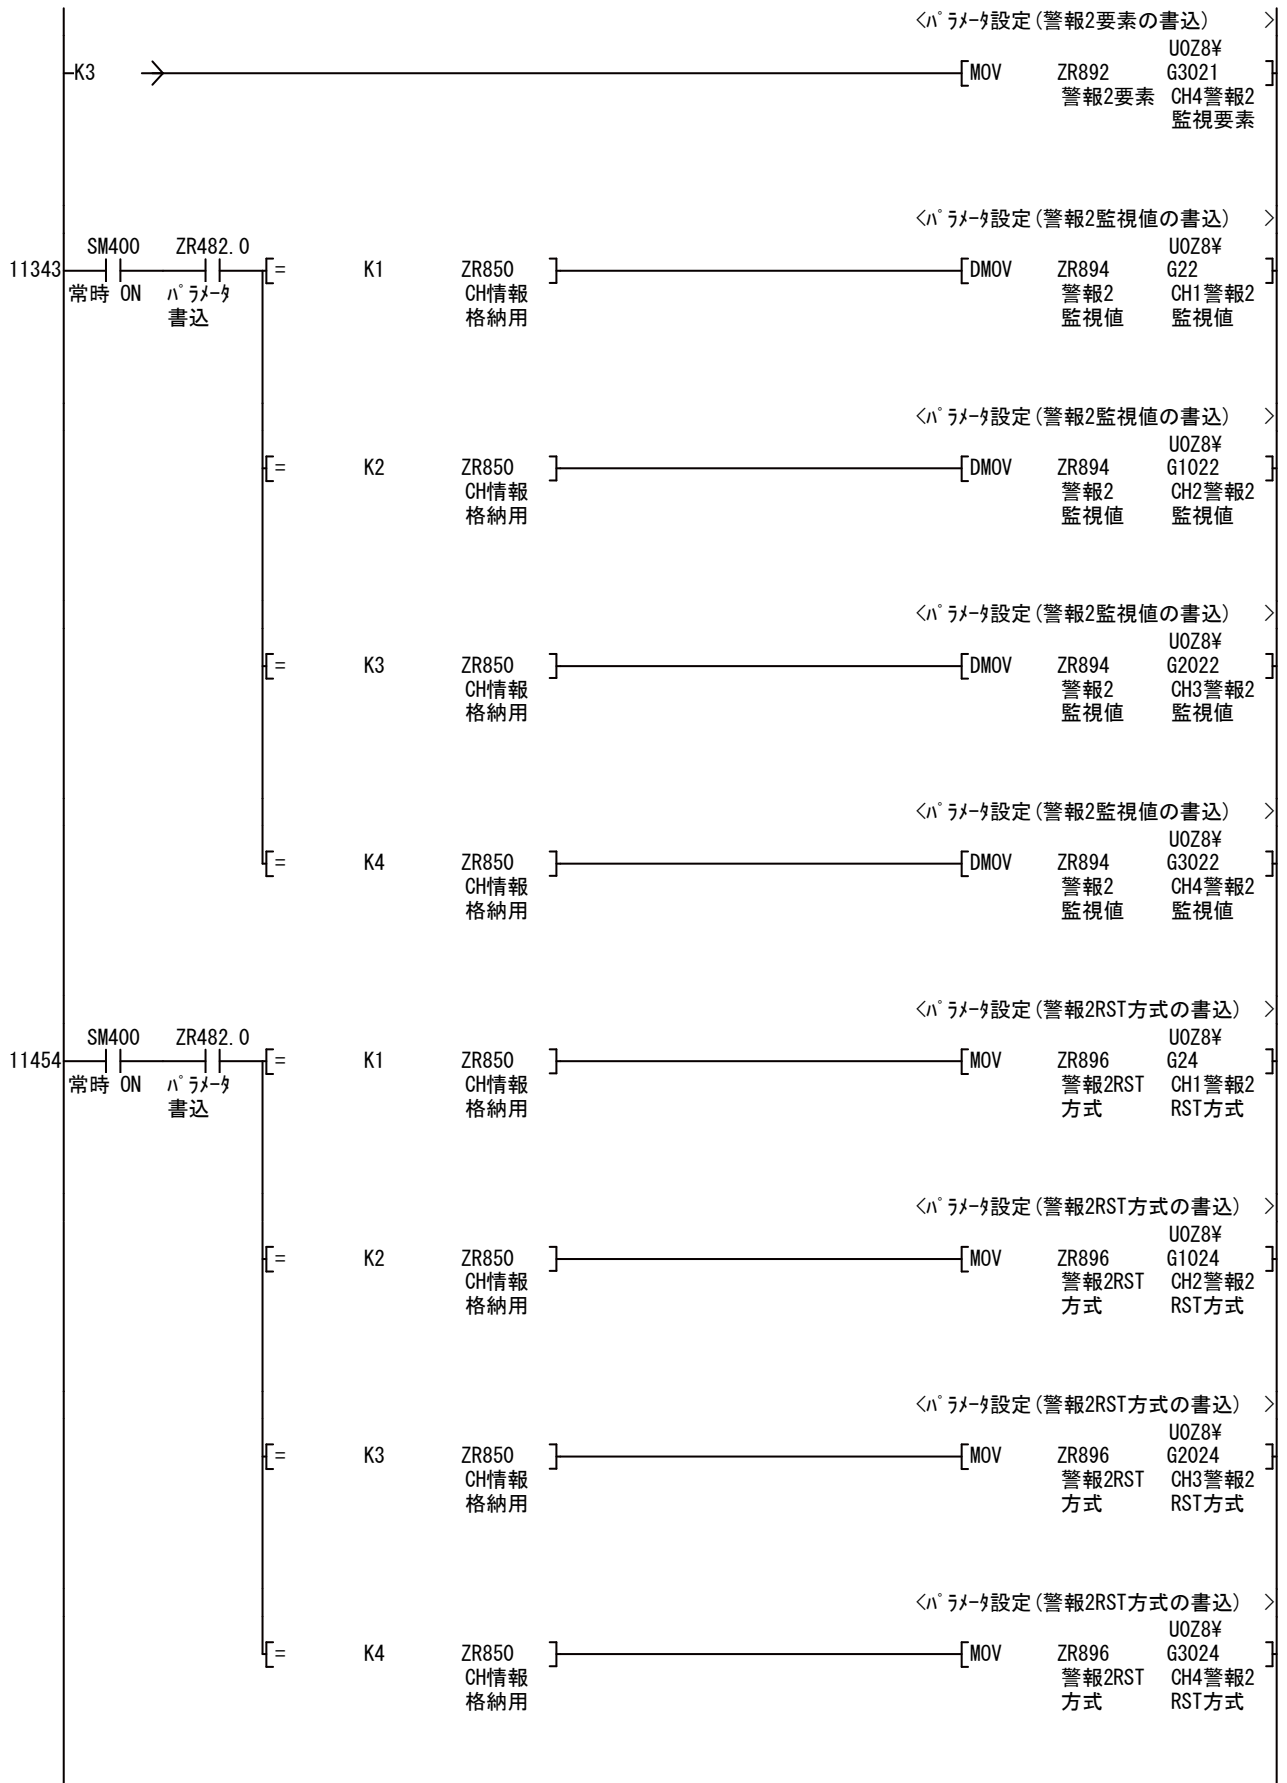 <パラメータ設定(警報2要素の書込) >
U0Z8¥
K3 [MOV ZR892 G3021 ]
警報2要素 CH4警報2
監視要素
<パラメータ設定(警報2監視値の書込) >
SM400 ZR482.0 U0Z8¥
11343 [= K1 ZR850 ] [DMOV ZR894 G22 ]
常時 ON パラメータ CH情報 警報2 CH1警報2
書込 格納用 監視値 監視値
<パラメータ設定(警報2監視値の書込) >
U0Z8¥
[= K2 ZR850 ] [DMOV ZR894 G1022 ]
CH情報 警報2 CH2警報2
格納用 監視値 監視値
<パラメータ設定(警報2監視値の書込) >
U0Z8¥
[= K3 ZR850 ] [DMOV ZR894 G2022 ]
CH情報 警報2 CH3警報2
格納用 監視値 監視値
<パラメータ設定(警報2監視値の書込) >
U0Z8¥
[= K4 ZR850 ] [DMOV ZR894 G3022 ]
CH情報 警報2 CH4警報2
格納用 監視値 監視値
<パラメータ設定(警報2RST方式の書込) >
SM400 ZR482.0 U0Z8¥
11454 [= K1 ZR850 ] [MOV ZR896 G24 ]
常時 ON パラメータ CH情報 警報2RST CH1警報2
書込 格納用 方式 RST方式
<パラメータ設定(警報2RST方式の書込) >
U0Z8¥
[= K2 ZR850 ] [MOV ZR896 G1024 ]
CH情報 警報2RST CH2警報2
格納用 方式 RST方式
<パラメータ設定(警報2RST方式の書込) >
U0Z8¥
[= K3 ZR850 ] [MOV ZR896 G2024 ]
CH情報 警報2RST CH3警報2
格納用 方式 RST方式
<パラメータ設定(警報2RST方式の書込) >
U0Z8¥
[= K4 ZR850 ] [MOV ZR896 G3024 ]
CH情報 警報2RST CH4警報2
格納用 方式 RST方式